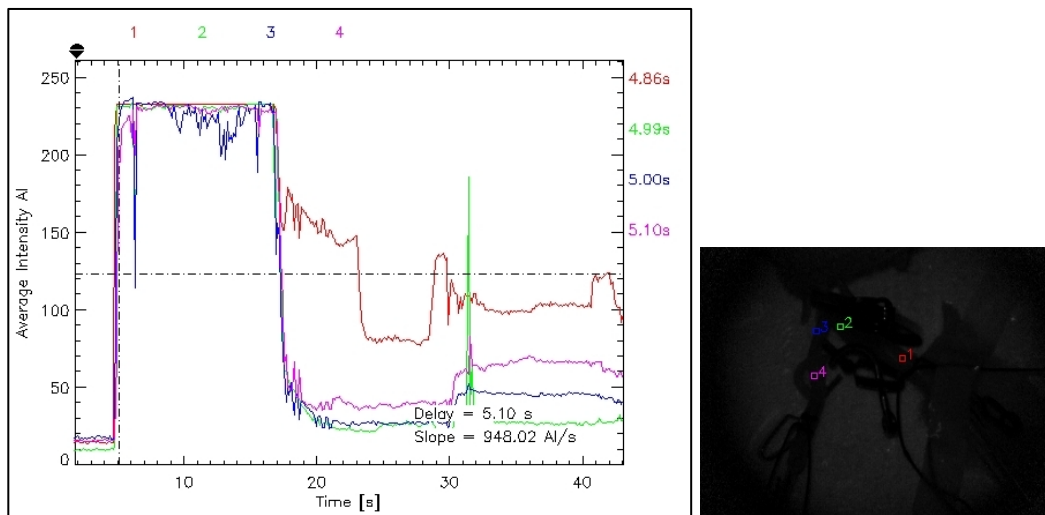 1 2 3 4
250
200
150
100
50
0
Average Intensity AI
10 20 30 40
Time [s]
4.86s
4.99s
5.00s
5.10s
Delay = 5.10 s
Slope = 948.02 AI/s
3 2
1
4